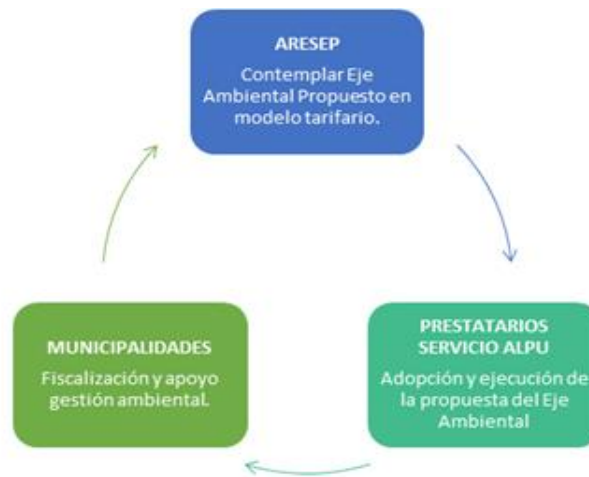 ARESEP
Contemplar Eje
Ambiental Propuesto en
modelo tarifario.
MUNICIPALIDADES
Fiscalización y apoyo
gestión ambiental.
PRESTATARIOS
SERVICIO ALPU
Adopción y ejecución de
la propuesta del Eje
Ambiental